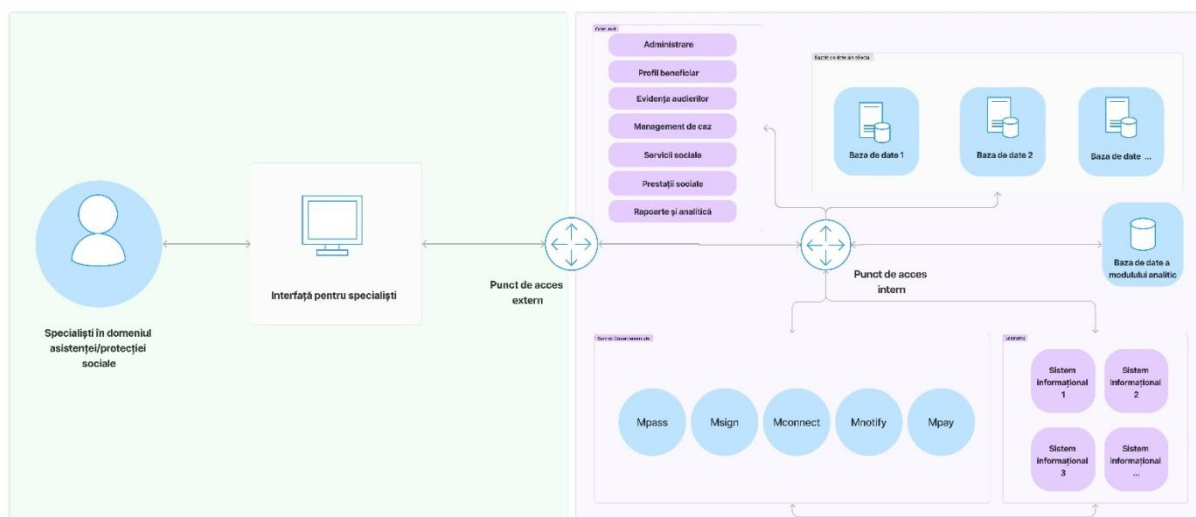 Administrare
Profil beneficiar
Evidența audierilor
Management de caz
Servicii sociale
Prestații sociale
Rapoarte și analitică
Baza de date 1
Baza de date 2
Baza de date ...
Baza de date a
modulului analitic
Punct de acces
intern
Punct de acces
extern
Interfață pentru specialiști
Specialiști în domeniul
asistenței/protecției
sociale
Mpass
Msign
Mconnect
Mnotify
Mpay
Sistem
informațional
1
Sistem
informațional
2
Sistem
informațional
3
Sistem
informațional
...